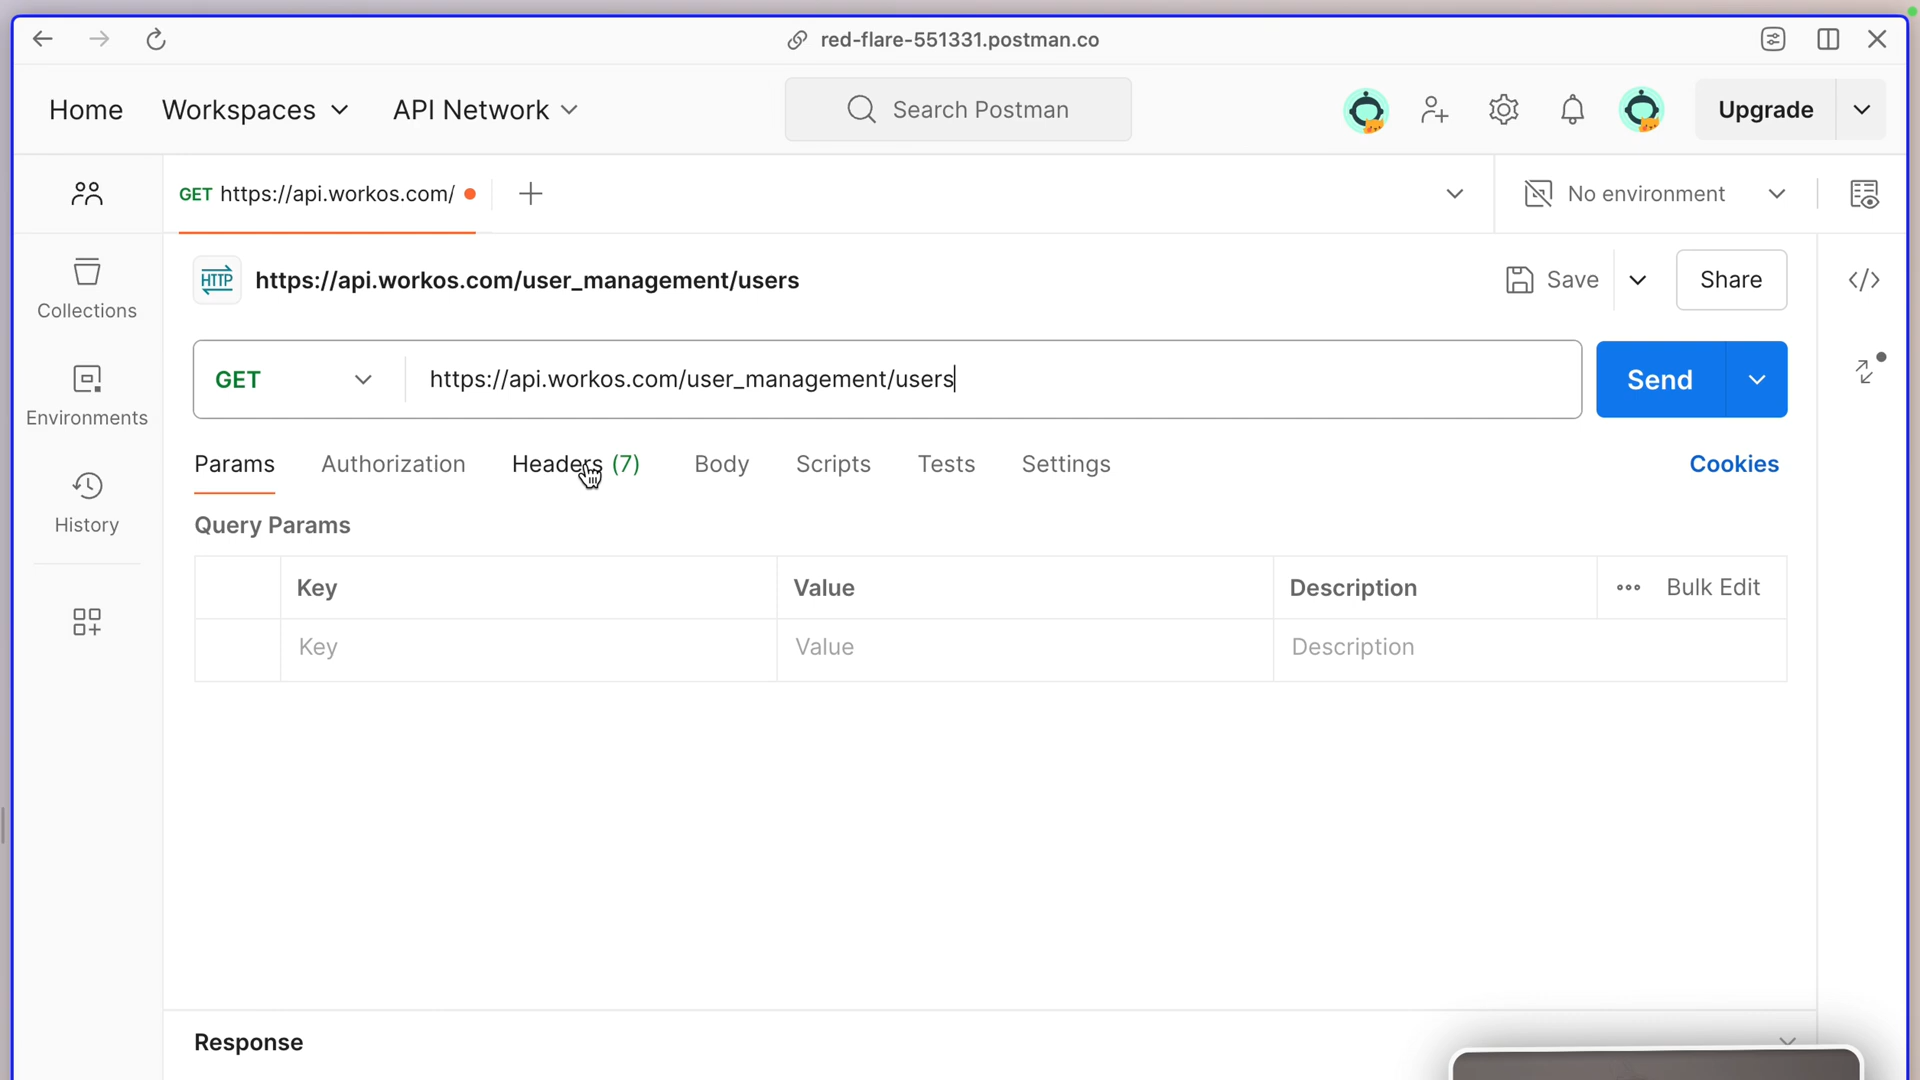 red-flare-551331.postman.co
Home Workspaces API Network Search Postman Upgrade
GET https://api.workos.com/ No environment
HTTP https://api.workos.com/user_management/users Save Share
Collections
GET https://api.workos.com/user_management/users Send
Environments
Params Authorization Headers (7) Body Scripts Tests Settings Cookies
History
Query Params
Key Value Description Bulk Edit
Key Value Description
Response